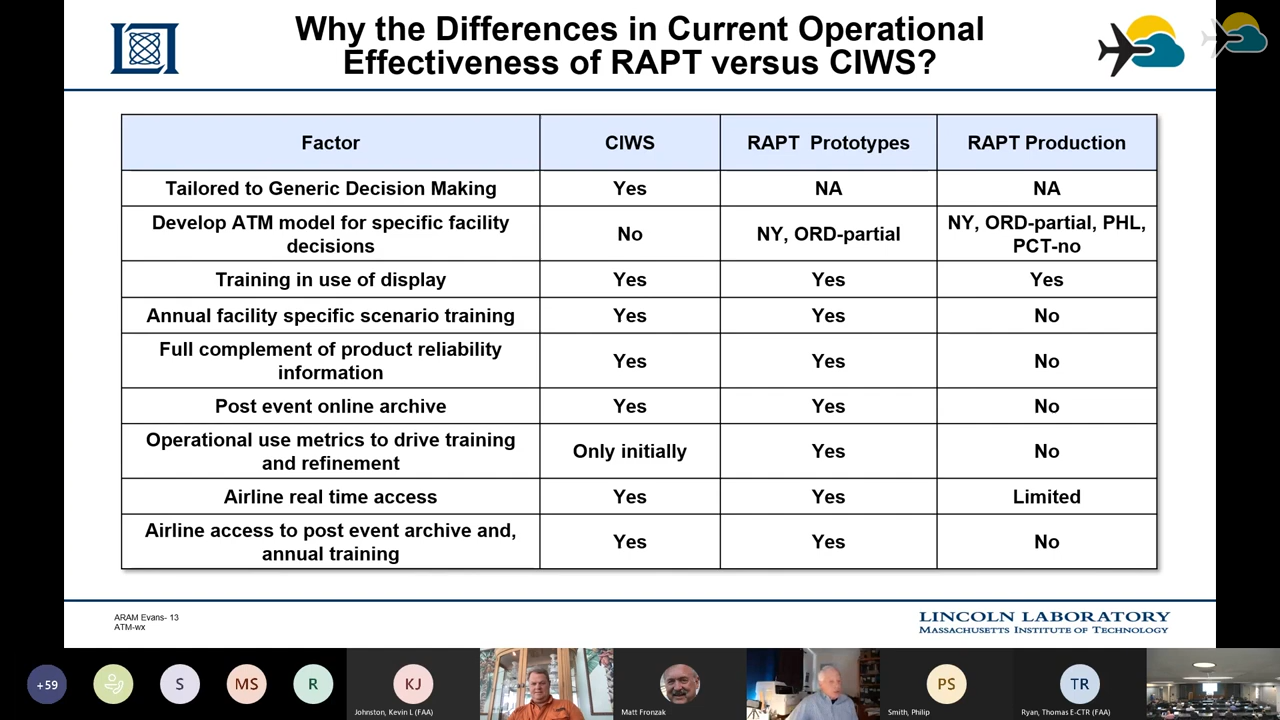 Why the Differences in Current Operational
Effectiveness of RAPT versus CIWS?
Factor CIWS RAPT Prototypes RAPT Production
Tailored to Generic Decision Making Yes NA NA
Develop ATM model for specific facility decisions No NY, ORD-partial NY, ORD-partial, PHL, PCT-no
Training in use of display Yes Yes Yes
Annual facility specific scenario training Yes Yes No
Full complement of product reliability information Yes Yes No
Post event online archive Yes Yes No
Operational use metrics to drive training and refinement Only initially Yes No
Airline real time access Yes Yes Limited
Airline access to post event archive and, annual training Yes Yes No
ARAM Evans- 13
ATM-wx
LINCOLN LABORATORY
MASSACHUSETTS INSTITUTE OF TECHNOLOGY
+59 S MS R KJ PS TR
Johnston, Kevin L (FAA) Matt Fronzak Smith, Philip Ryan, Thomas E-CTR (FAA)